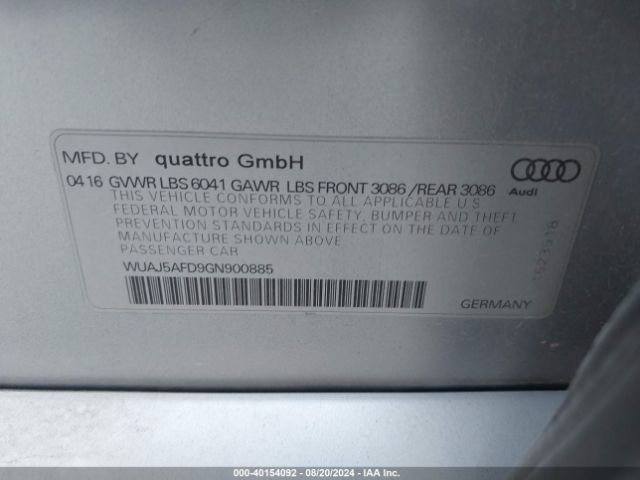 MFD. BY quattro GmbH
04 16 GVWR LBS 6041 GAWR LBS FRONT 3086 /REAR 3086
Audi
THIS VEHICLE CONFORMS TO ALL APPLICABLE U S
FEDERAL MOTOR VEHICLE SAFETY, BUMPER AND THEFT
PREVENTION STANDARDS IN EFFECT ON THE DATE OF
MANUFACTURE SHOWN ABOVE
PASSENGER CAR
WUAJ5AFD9GN900885
GERMANY
000-40154092 / 08/20/2024 - IAA Inc.